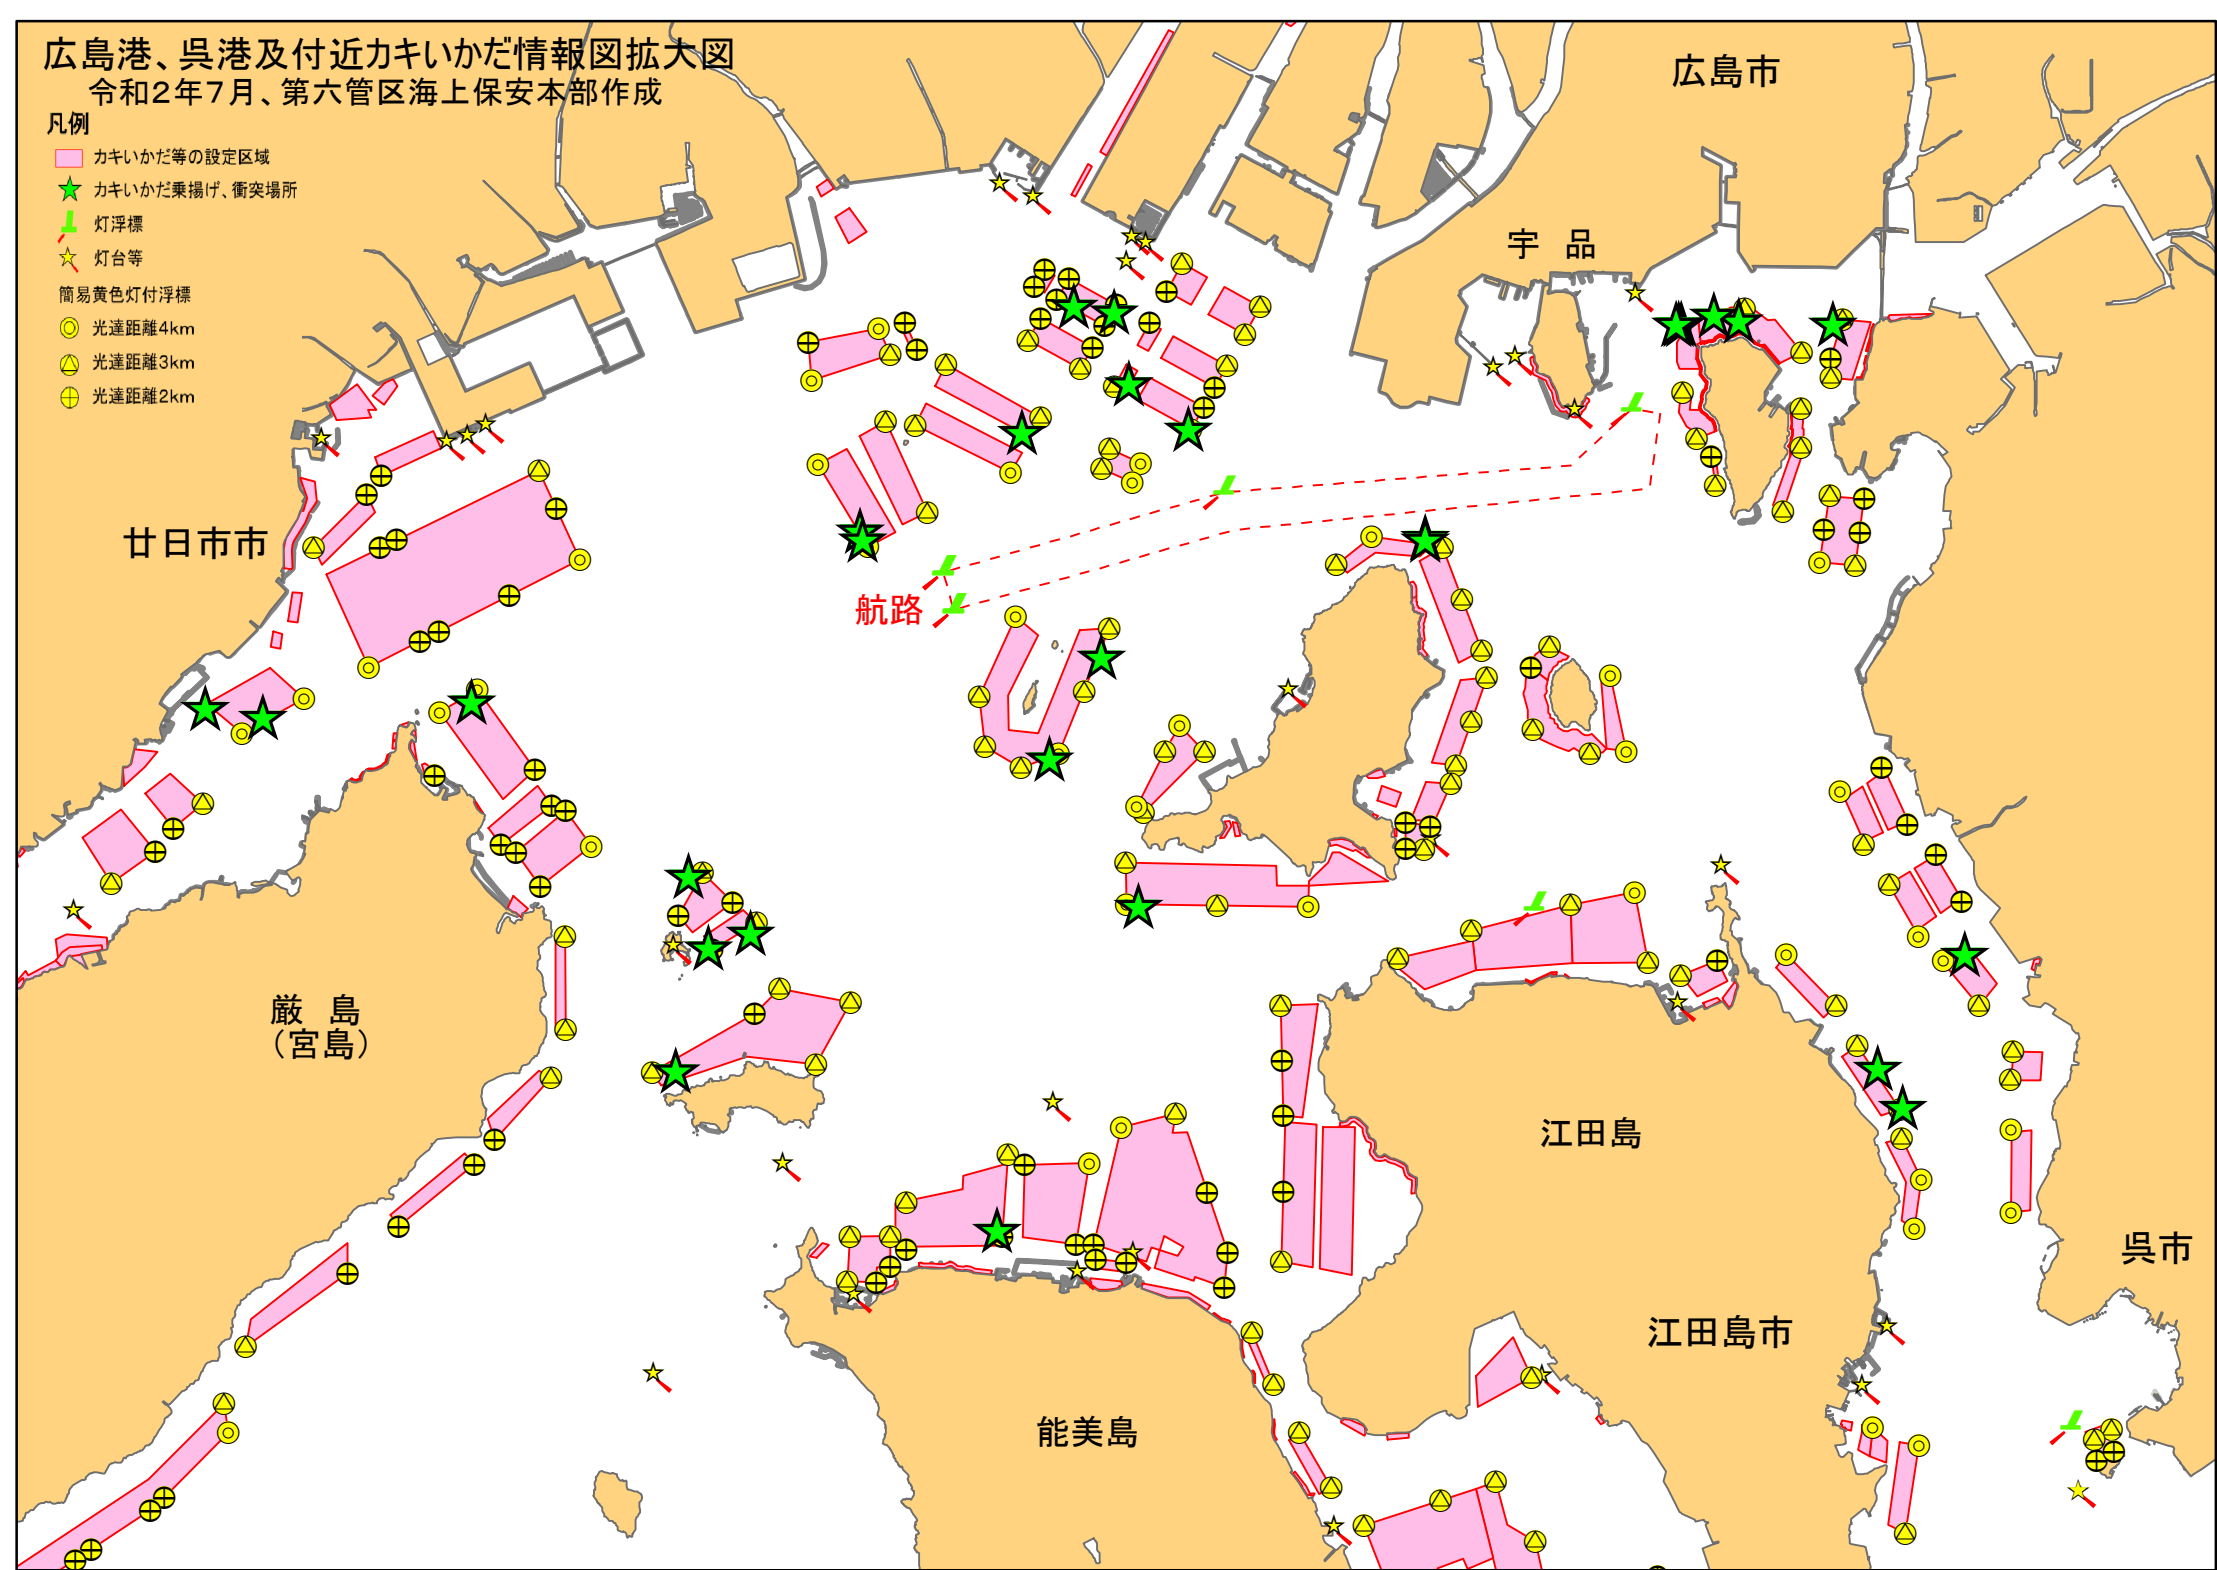 広島港、呉港及付近カキいかだ情報図拡大図
令和2年7月、第六管区海上保安本部作成
凡例
カキいかだ等の設定区域
カキいかだ乗揚げ、衝突場所
灯浮標
灯台等
簡易黄色灯付浮標
光達距離4km
光達距離3km
光達距離2km
広島市
宇品
廿日市市
航路
厳島
(宮島)
江田島
呉市
江田島市
能美島